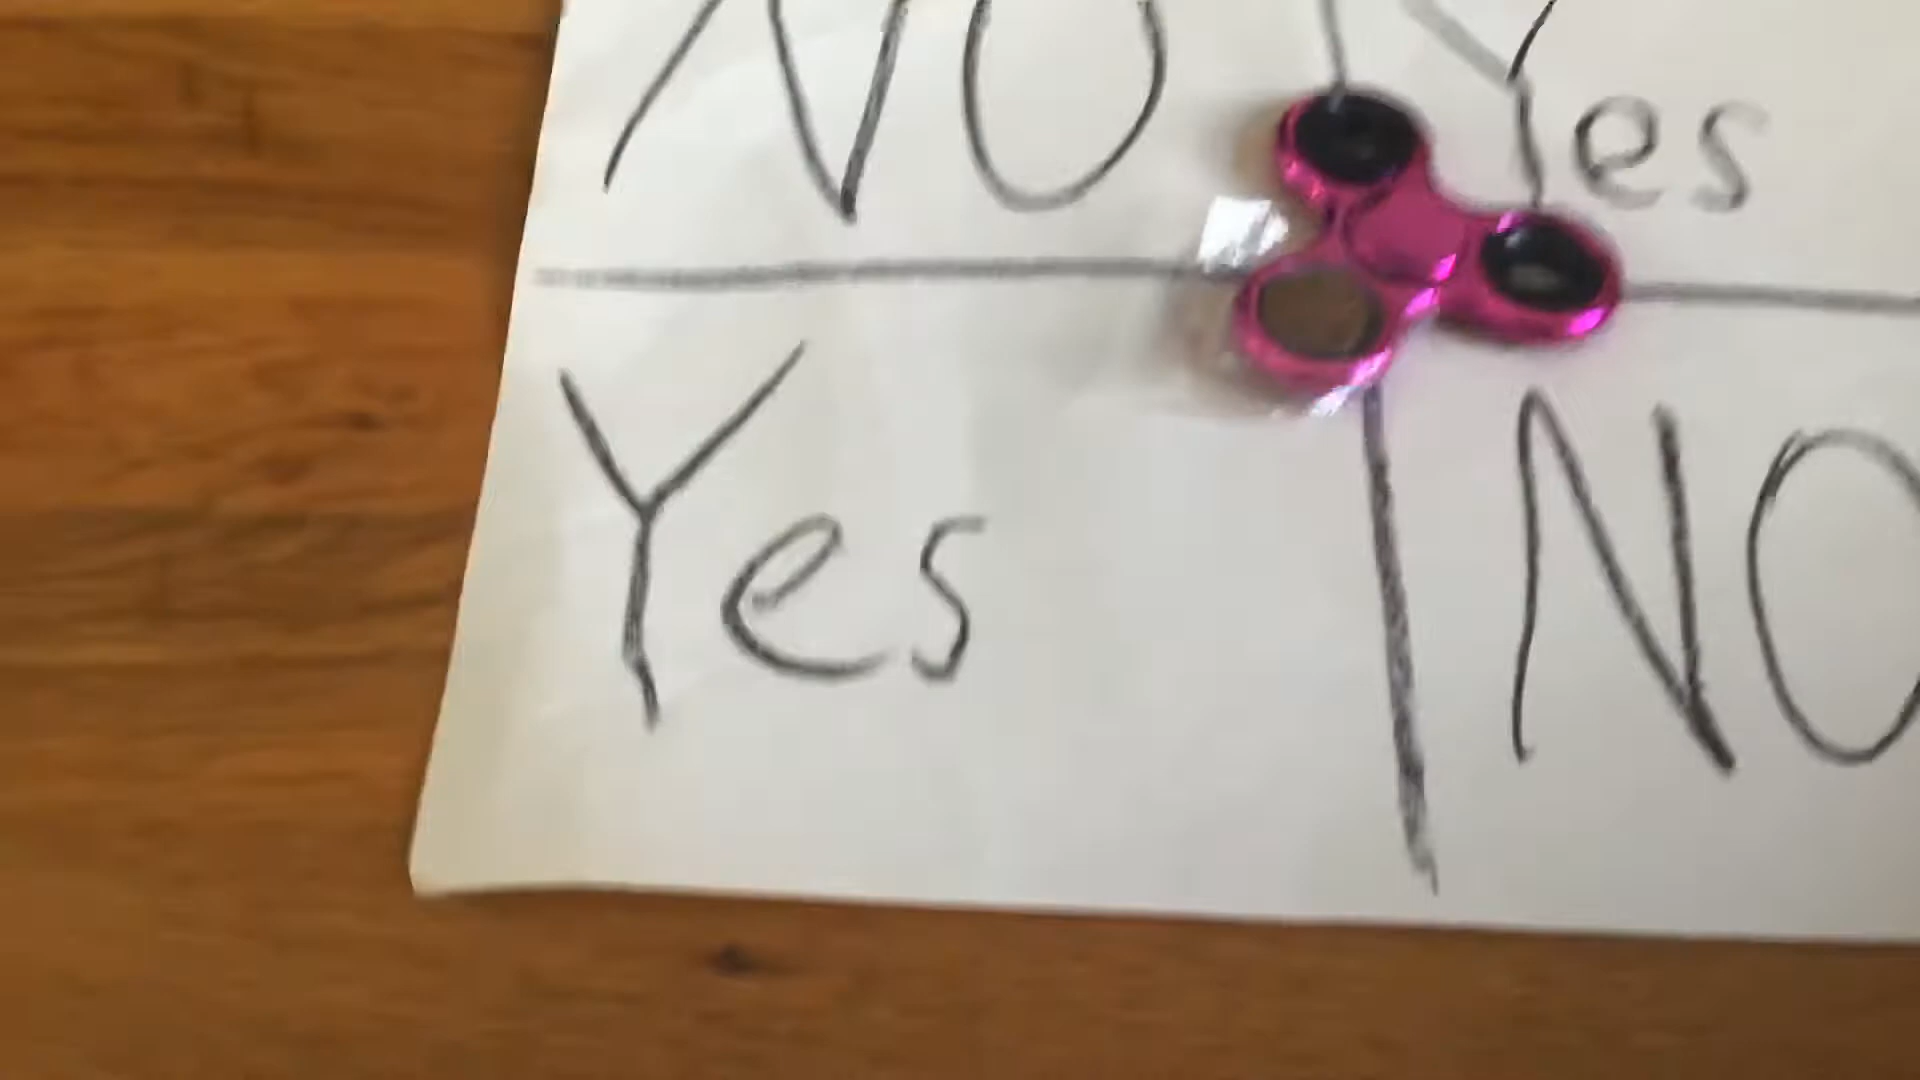 NO Yes
Yes NO